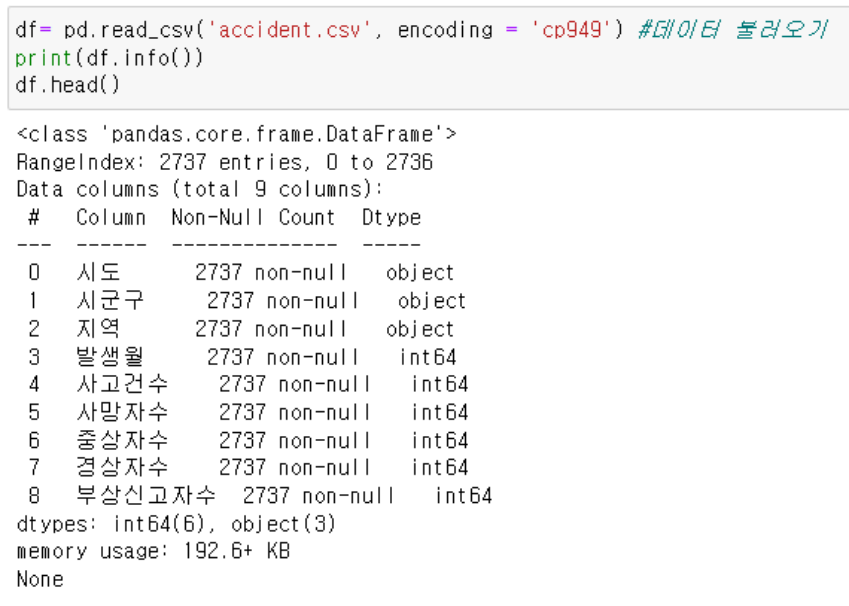 df= pd.read_csv('accident.csv', encoding = 'cp949') #데이터 불러오기
print(df.info())
df.head()
<class 'pandas.core.frame.DataFrame'>
RangeIndex: 2737 entries, 0 to 2736
Data columns (total 9 columns):
#   Column  Non-Null Count  Dtype
---  ------  --------------  -----
0   시도      2737 non-null   object
1   시군구     2737 non-null   object
2   지역      2737 non-null   object
3   발생월     2737 non-null   int64
4   사고건수    2737 non-null   int64
5   사망자수    2737 non-null   int64
6   중상자수    2737 non-null   int64
7   경상자수    2737 non-null   int64
8   부상신고자수  2737 non-null   int64
dtypes: int64(6), object(3)
memory usage: 192.6+ KB
None